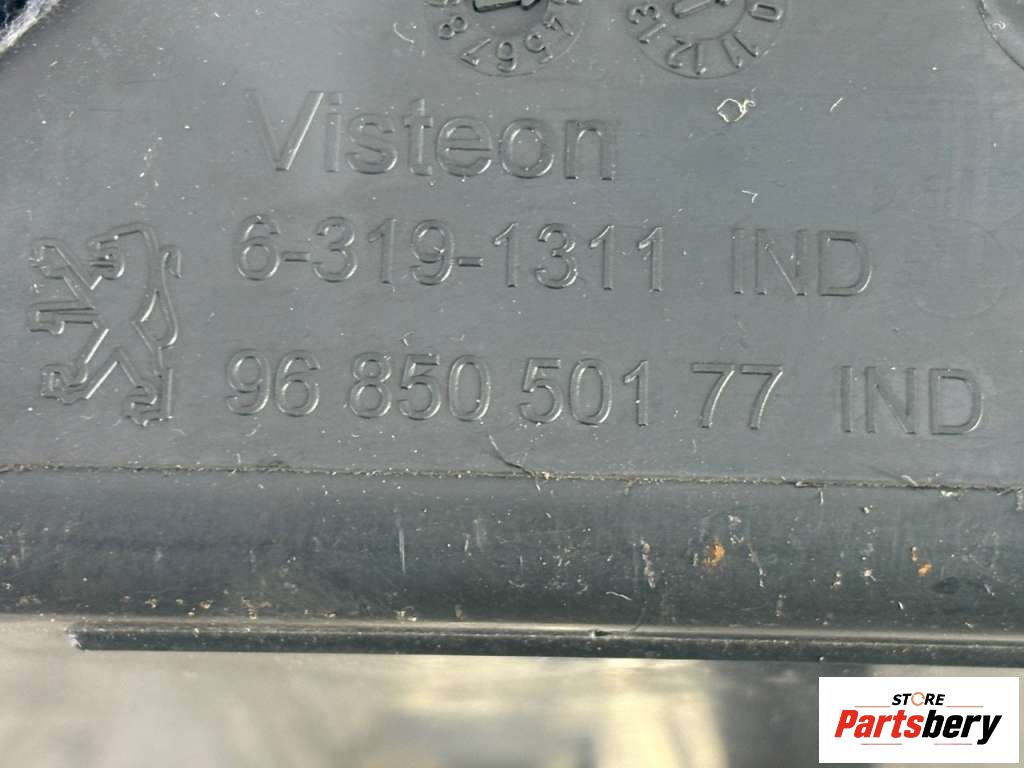 Visteon
6-319-1311 IND
96 850 501 77 IND
STORE
Partsbery